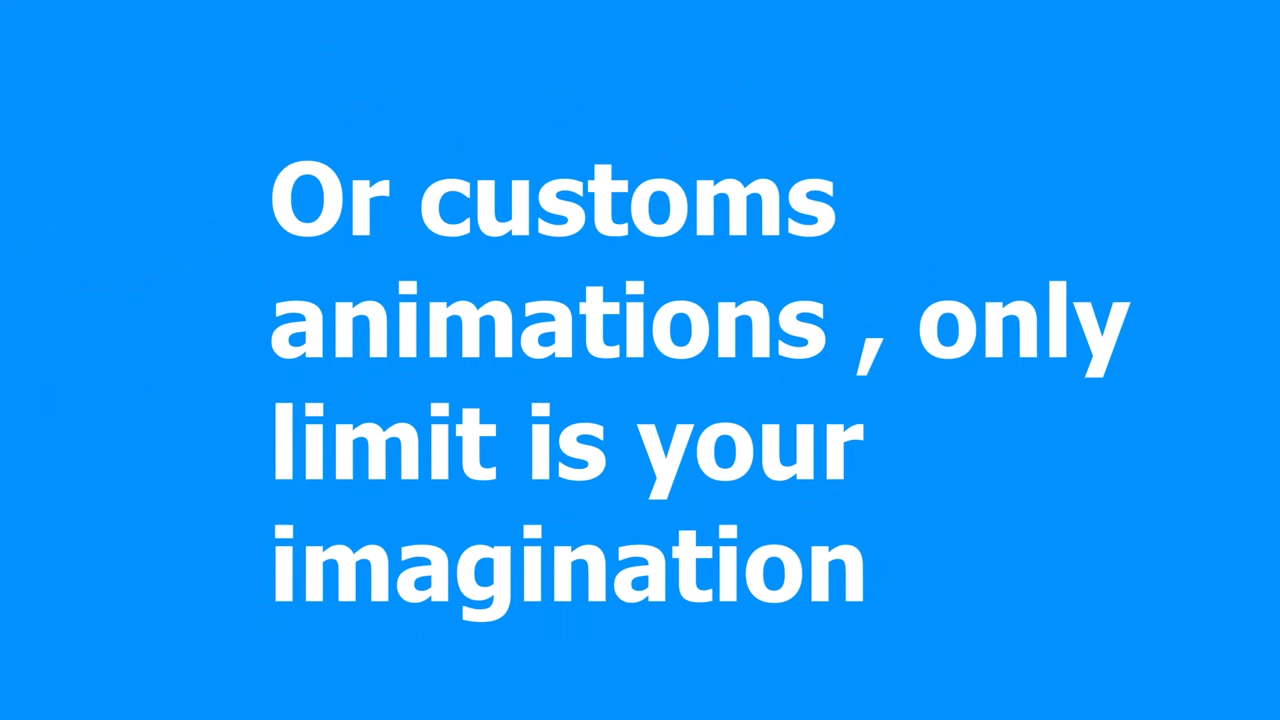 Or customs
animations , only
limit is your
imagination